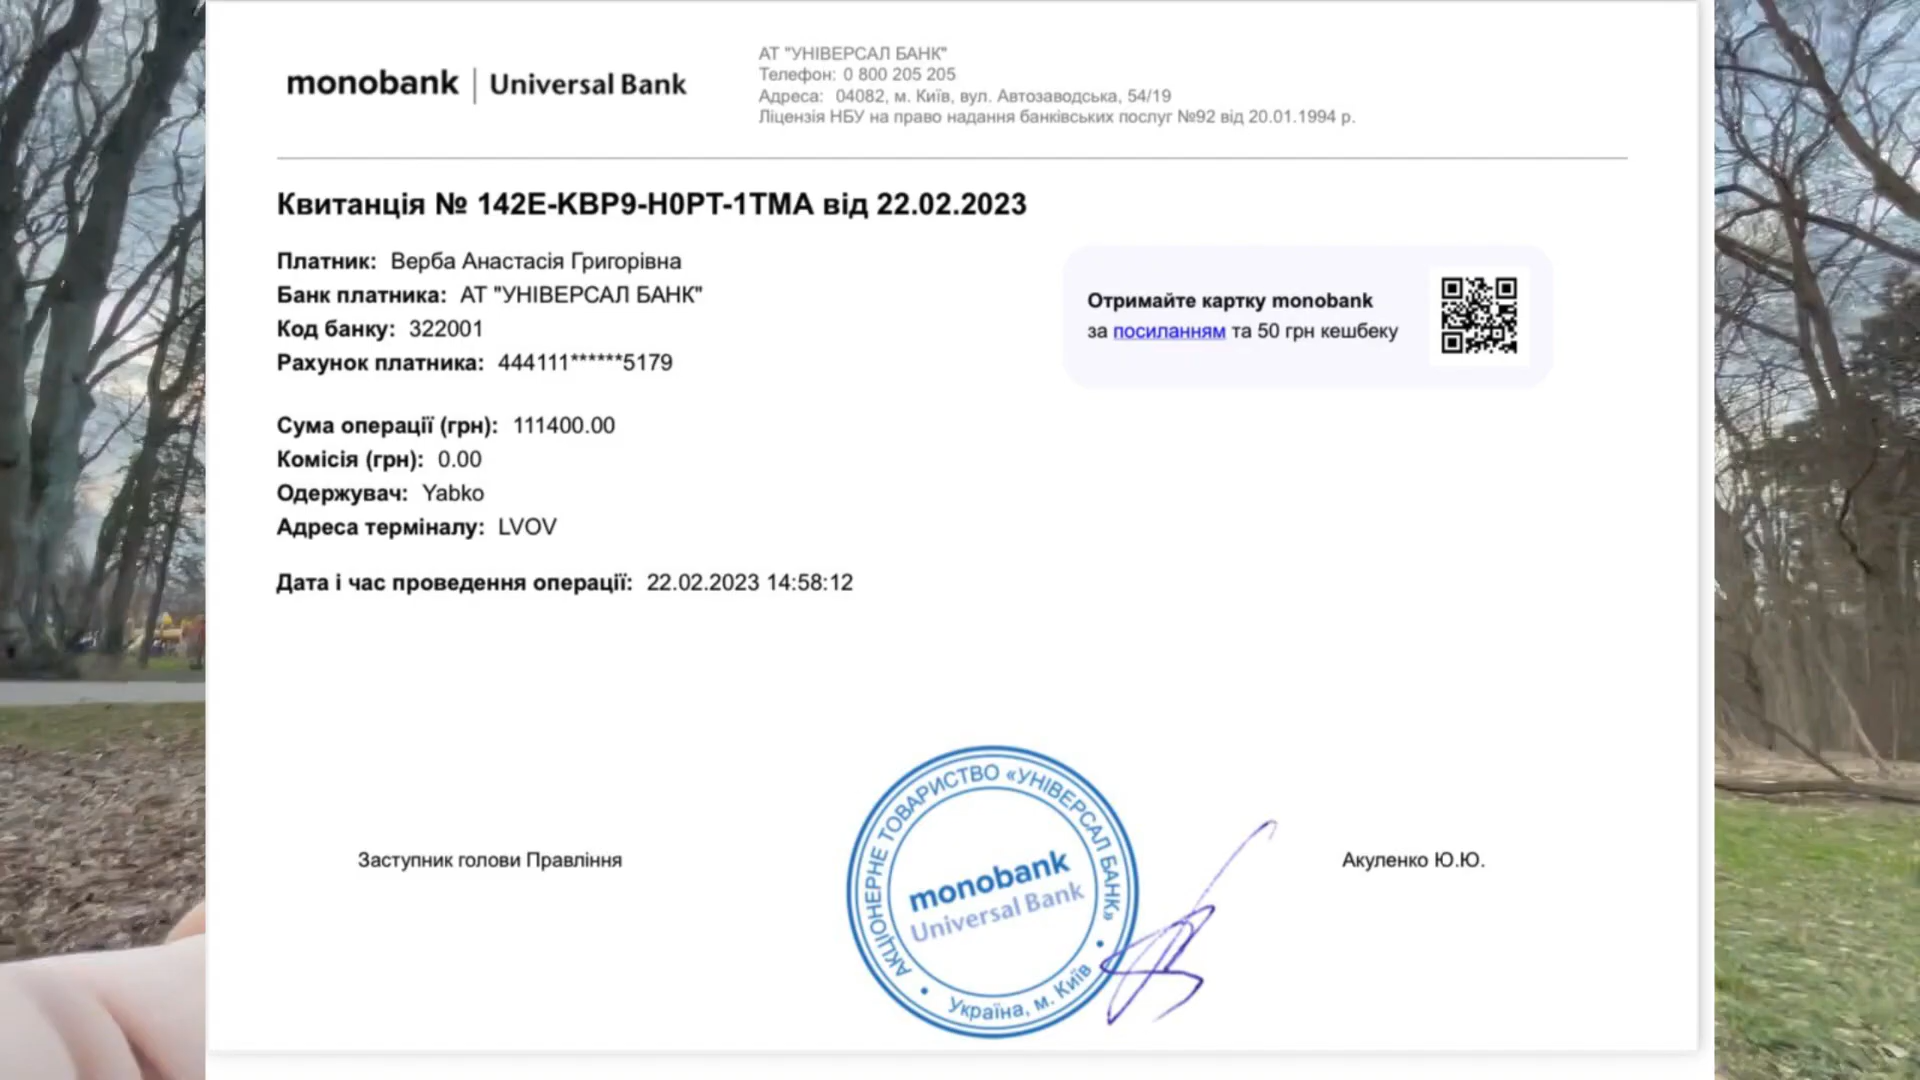 monobank | Universal Bank
АТ "УНІВЕРСАЛ БАНК"
Телефон: 0 800 205 205
Адреса: 04082, м. Київ, вул. Автозаводська, 54/19
Ліцензія НБУ на право надання банківських послуг №92 від 20.01.1994 р.
Квитанція № 142E-KBP9-H0PT-1TMA від 22.02.2023
Платник: Верба Анастасія Григорівна
Банк платника: АТ "УНІВЕРСАЛ БАНК"
Код банку: 322001
Рахунок платника: 444111******5179
Отримайте картку monobank
за посиланням та 50 грн кешбеку
Сума операції (грн): 111400.00
Комісія (грн): 0.00
Одержувач: Yabko
Адреса терміналу: LVOV
Дата і час проведення операції: 22.02.2023 14:58:12
Заступник голови Правління
АКЦІОНЕРНЕ ТОВАРИСТВО «УНІВЕРСАЛ БАНК»
monobank
Universal Bank
Україна, м. Київ
Акуленко Ю.Ю.